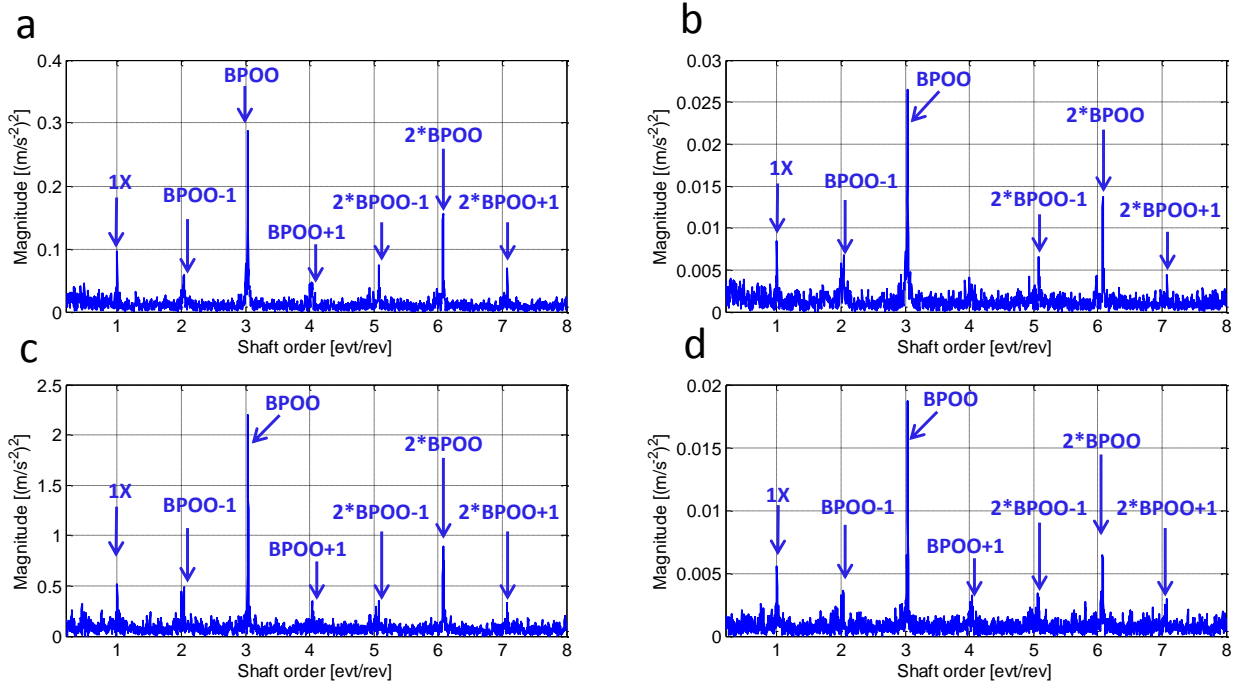 a
0.4
0.3
0.2
0.1
0
Magnitude [(m/s⁻²)²]
1X
BPOO-1
BPOO
BPOO+1
2*BPOO-1
2*BPOO
2*BPOO+1
1 2 3 4 5 6 7 8
Shaft order [evt/rev]
b
0.03
0.025
0.02
0.015
0.01
0.005
0
Magnitude [(m/s⁻²)²]
1X
BPOO-1
BPOO
2*BPOO-1
2*BPOO
2*BPOO+1
1 2 3 4 5 6 7 8
Shaft order [evt/rev]
c
2.5
2
1.5
1
0.5
0
Magnitude [(m/s⁻²)²]
1X
BPOO-1
BPOO
BPOO+1
2*BPOO-1
2*BPOO
2*BPOO+1
1 2 3 4 5 6 7 8
Shaft order [evt/rev]
d
0.02
0.015
0.01
0.005
0
Magnitude [(m/s⁻²)²]
1X
BPOO-1
BPOO
BPOO+1
2*BPOO-1
2*BPOO
2*BPOO+1
1 2 3 4 5 6 7 8
Shaft order [evt/rev]